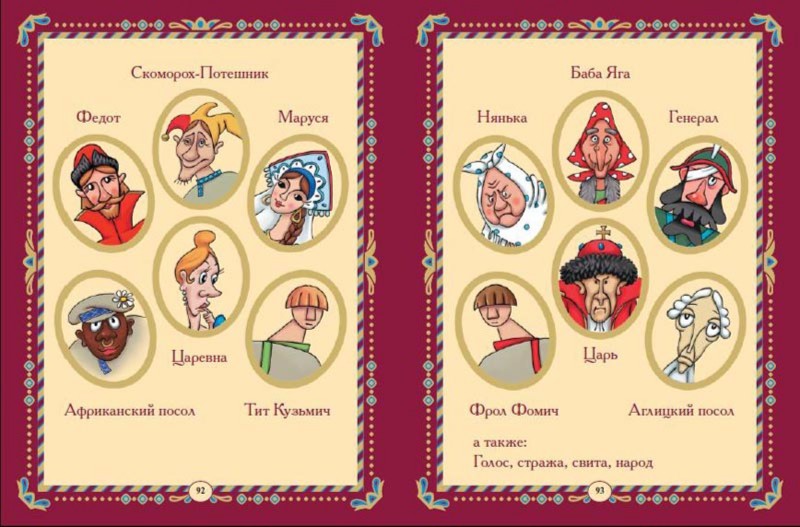 Скоморох-Потешник
Федот
Маруся
Царевна
Африканский посол
Тит Кузьмич
92
Баба Яга
Нянька
Генерал
Царь
Фрол Фомич
Аглицкий посол
а также:
Голос, стража, свита, народ
93